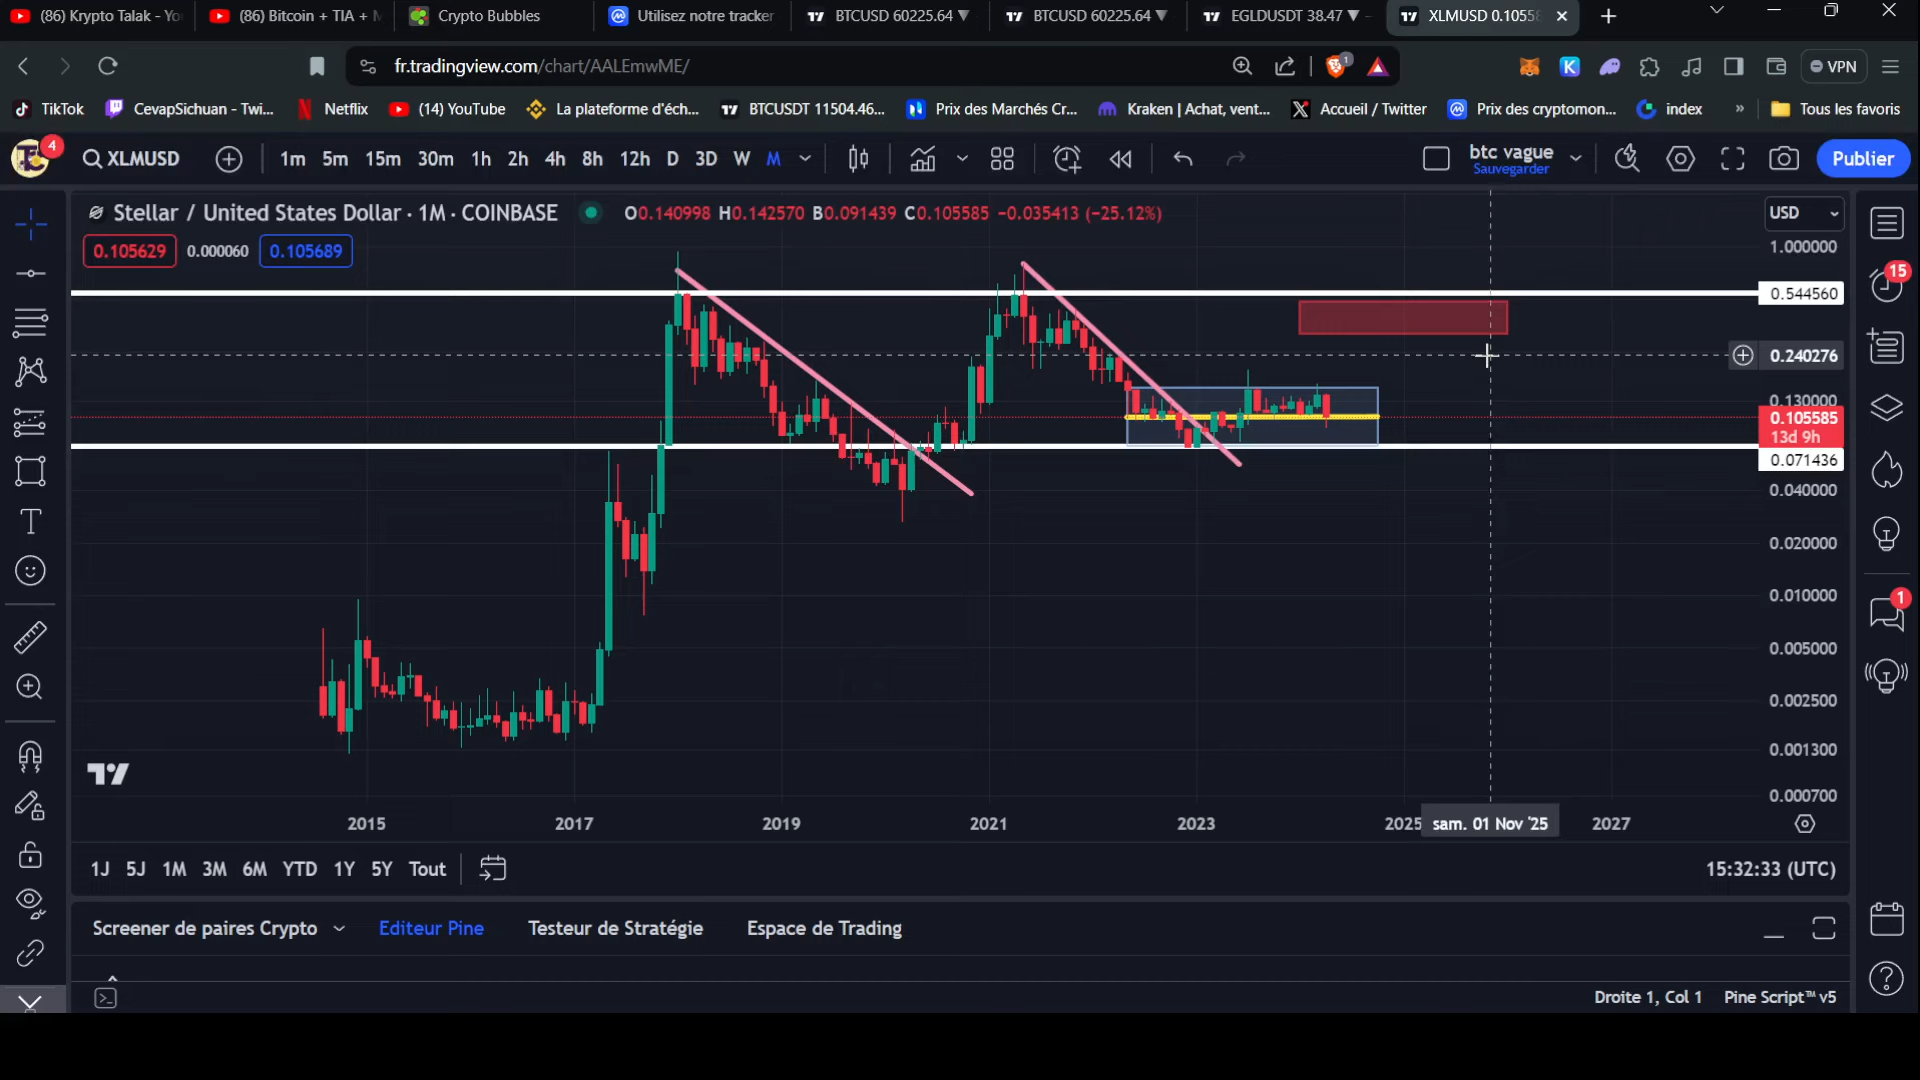 (86) Krypto Talak - Yo
(86) Bitcoin + TIA +
Crypto Bubbles
Utilisez notre tracker
BTCUSD 60225.64 ▼
BTCUSD 60225.64 ▼
EGLDUSDT 38.47 ▼
XLMUSD 0.1055
fr.tradingview.com/chart/AALEmwME/
1
VPN
TikTok
CevapSichuan - Twi...
Netflix
(14) YouTube
La plateforme d'éch...
BTCUSDT 11504.46...
Prix des Marchés Cr...
Kraken | Achat, vent...
Accueil / Twitter
Prix des cryptomon...
index
»
Tous les favoris
4
XLMUSD
1m 5m 15m 30m 1h 2h 4h 8h 12h D 3D W M
btc vague
Sauvegarder
Publier
Stellar / United States Dollar · 1M · COINBASE
O0.140998 H0.142570 B0.091439 C0.105585 −0.035413 (−25.12%)
USD
0.105629 0.000060 0.105689
1.000000
15
0.544560
0.240276
0.130000
0.105585
13d 9h
0.071436
0.040000
0.020000
0.010000
1
0.005000
0.002500
0.001300
0.000700
2015 2017 2019 2021 2023 2025 sam. 01 Nov '25 2027
1J 5J 1M 3M 6M YTD 1Y 5Y Tout
15:32:33 (UTC)
Screener de paires Crypto
Editeur Pine
Testeur de Stratégie
Espace de Trading
Droite 1, Col 1
Pine Script™ v5